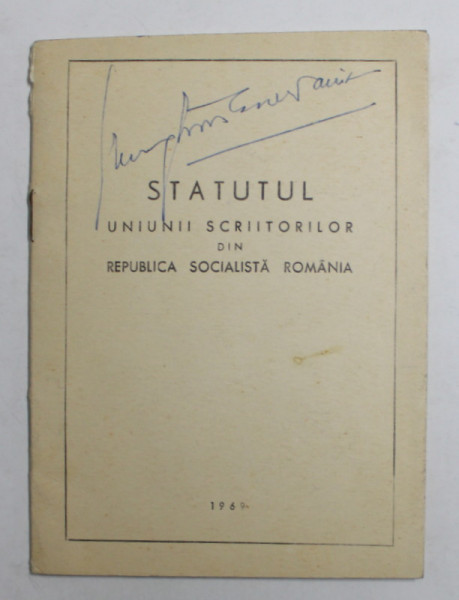 STATUTUL
UNIUNII SCRIITORILOR
DIN
REPUBLICA SOCIALISTĂ ROMÂNIA
1969